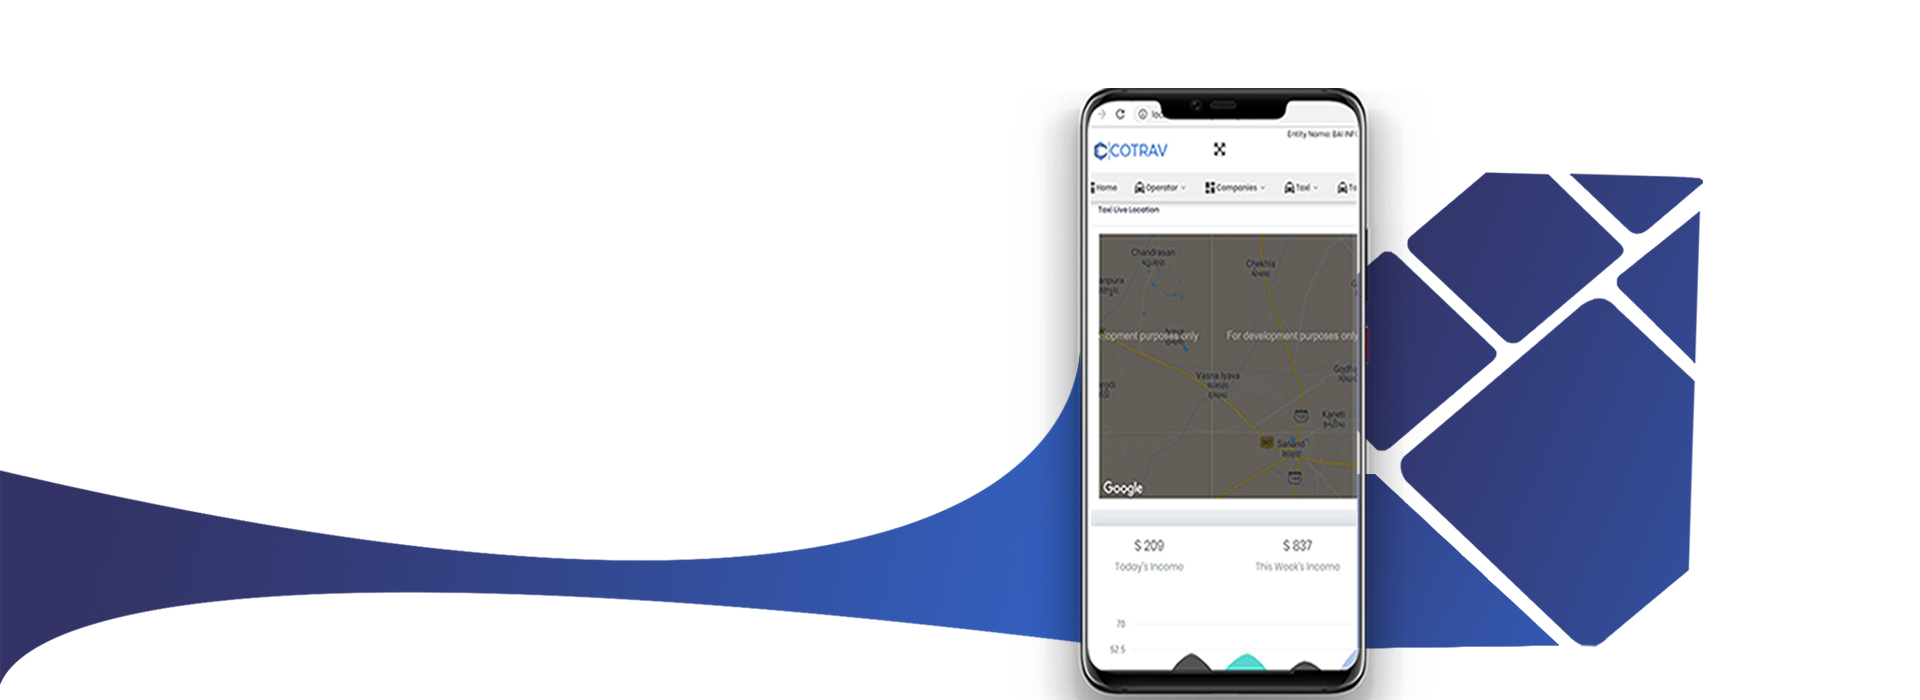 loc
Entity Name: BAI INF
COTRAV
Home Operator Companies Taxi To
Taxi Live Location
Chandrasan
Chekhla
anpura
elopment purposes only For development purposes only
Vasna Iyava
Godha
Kaneti
Sanand
Google
$ 209 $ 837
Today's Income This Week's Income
70
52.5